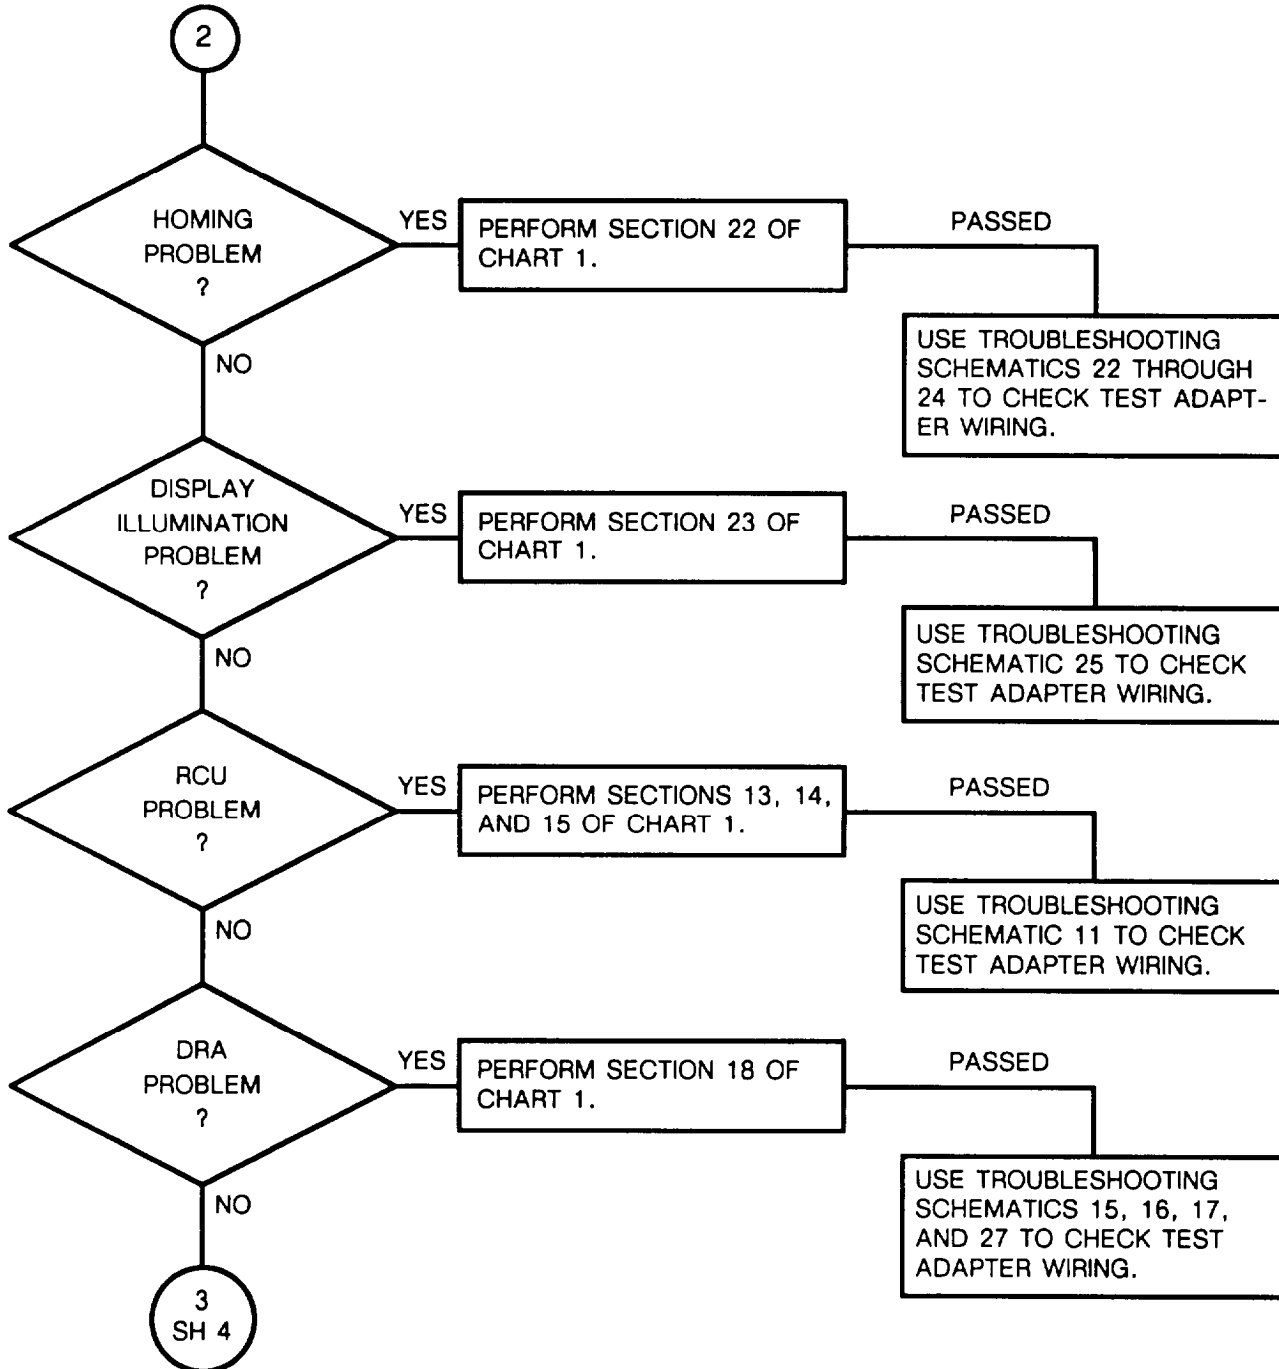 2
HOMING
PROBLEM
?
YES
PERFORM SECTION 22 OF
CHART 1.
PASSED
USE TROUBLESHOOTING
SCHEMATICS 22 THROUGH
24 TO CHECK TEST ADAPT-
ER WIRING.
NO
DISPLAY
ILLUMINATION
PROBLEM
?
YES
PERFORM SECTION 23 OF
CHART 1.
PASSED
USE TROUBLESHOOTING
SCHEMATIC 25 TO CHECK
TEST ADAPTER WIRING.
NO
RCU
PROBLEM
?
YES
PERFORM SECTIONS 13, 14,
AND 15 OF CHART 1.
PASSED
USE TROUBLESHOOTING
SCHEMATIC 11 TO CHECK
TEST ADAPTER WIRING.
NO
DRA
PROBLEM
?
YES
PERFORM SECTION 18 OF
CHART 1.
PASSED
USE TROUBLESHOOTING
SCHEMATICS 15, 16, 17,
AND 27 TO CHECK TEST
ADAPTER WIRING.
NO
3
SH 4